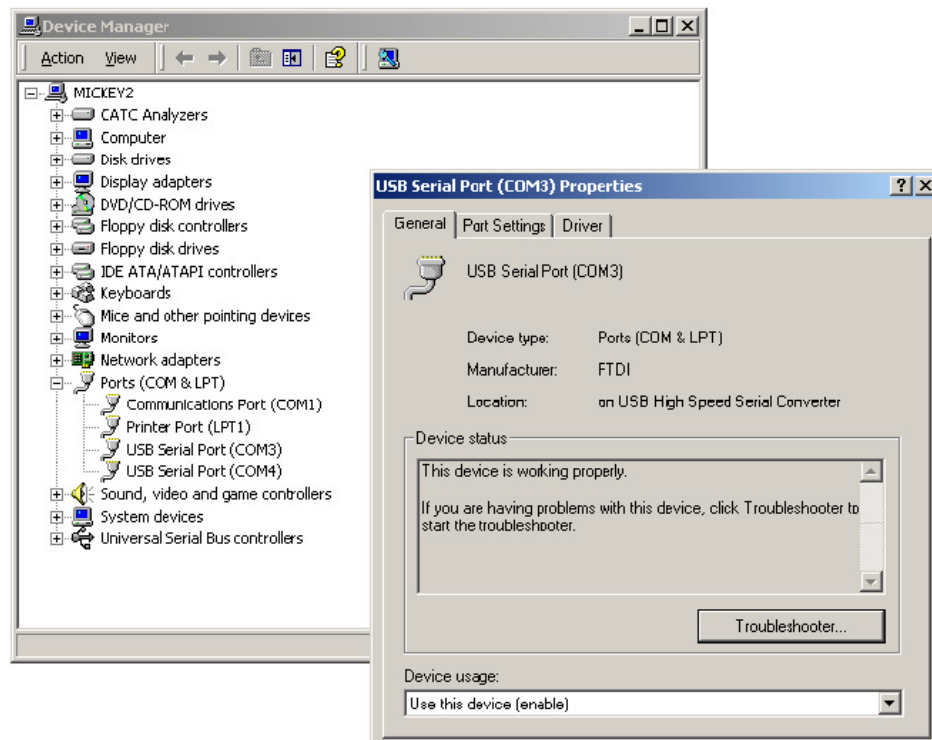 Device Manager
Action View
MICKEY2
CATC Analyzers
Computer
Disk drives
Display adapters
DVD/CD-ROM drives
Floppy disk controllers
Floppy disk drives
IDE ATA/ATAPI controllers
Keyboards
Mice and other pointing devices
Monitors
Network adapters
Ports (COM & LPT)
Communications Port (COM1)
Printer Port (LPT1)
USB Serial Port (COM3)
USB Serial Port (COM4)
Sound, video and game controllers
System devices
Universal Serial Bus controllers
USB Serial Port (COM3) Properties
General Port Settings Driver
USB Serial Port (COM3)
Device type: Ports (COM & LPT)
Manufacturer: FTDI
Location: on USB High Speed Serial Converter
Device status
This device is working properly.
If you are having problems with this device, click Troubleshooter to
start the troubleshooter.
Troubleshooter...
Device usage:
Use this device (enable)